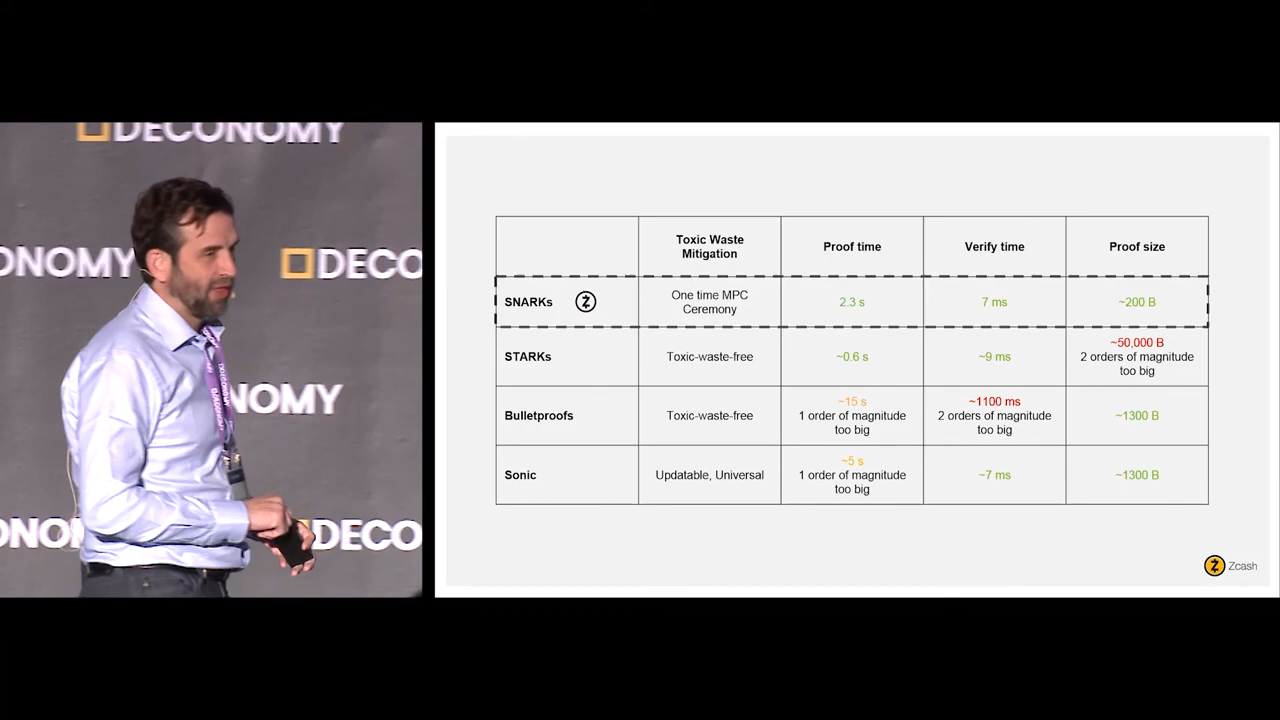 DECONOMY
ONOMY
DECO
NOMY
ONO
DECO
Toxic Waste
Mitigation
Proof time
Verify time
Proof size
SNARKs
One time MPC
Ceremony
2.3 s
7 ms
~200 B
STARKs
Toxic-waste-free
~0.6 s
~9 ms
~50,000 B
2 orders of magnitude
too big
Bulletproofs
Toxic-waste-free
~15 s
1 order of magnitude
too big
~1100 ms
2 orders of magnitude
too big
~1300 B
Sonic
Updatable, Universal
~5 s
1 order of magnitude
too big
~7 ms
~1300 B
Zcash